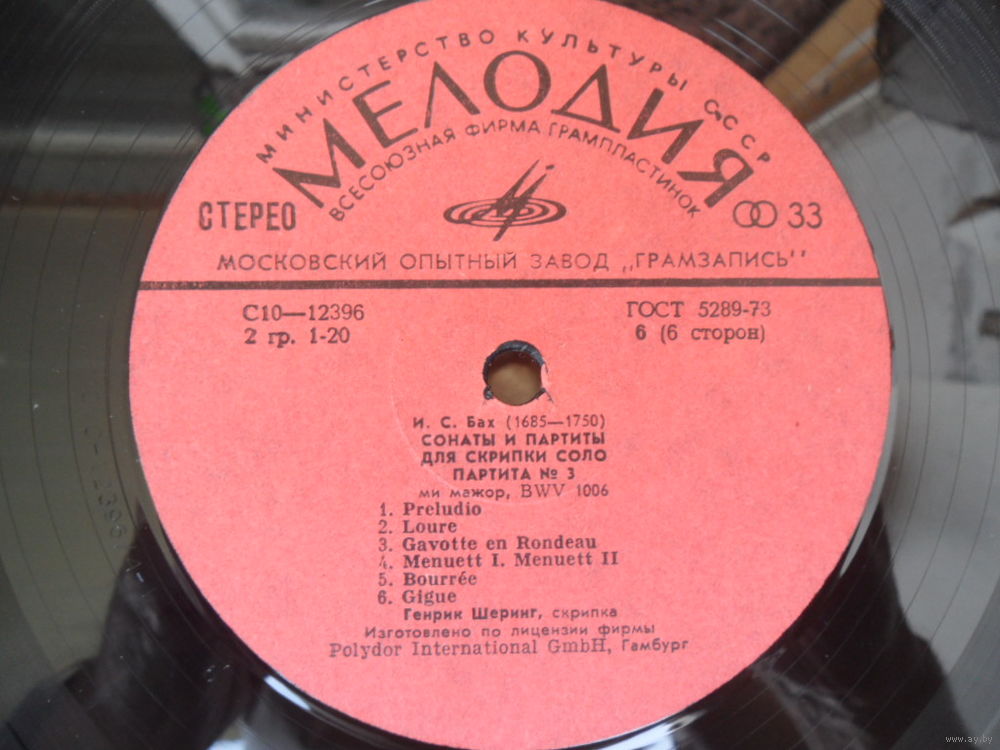 МИНИСТЕРСТВО КУЛЬТУРЫ СССР
МЕЛОДИЯ
ВСЕСОЮЗНАЯ ФИРМА ГРАМПЛАСТИНОК
СТЕРЕО
33
МОСКОВСКИЙ ОПЫТНЫЙ ЗАВОД „ГРАМЗАПИСЬ"
С10—12396
ГОСТ 5289-73
2 гр. 1-20
6 (6 сторон)
И. С. Бах (1685—1750)
СОНАТЫ И ПАРТИТЫ
ДЛЯ СКРИПКИ СОЛО
ПАРТИТА № 3
ми мажор, BWV 1006
1. Preludio
2. Loure
3. Gavotte en Rondeau
4. Menuett I. Menuett II
5. Bourrée
6. Gigue
Генрик Шеринг, скрипка
Изготовлено по лицензии фирмы
Polydor International GmbH, Гамбург
www.ay.by